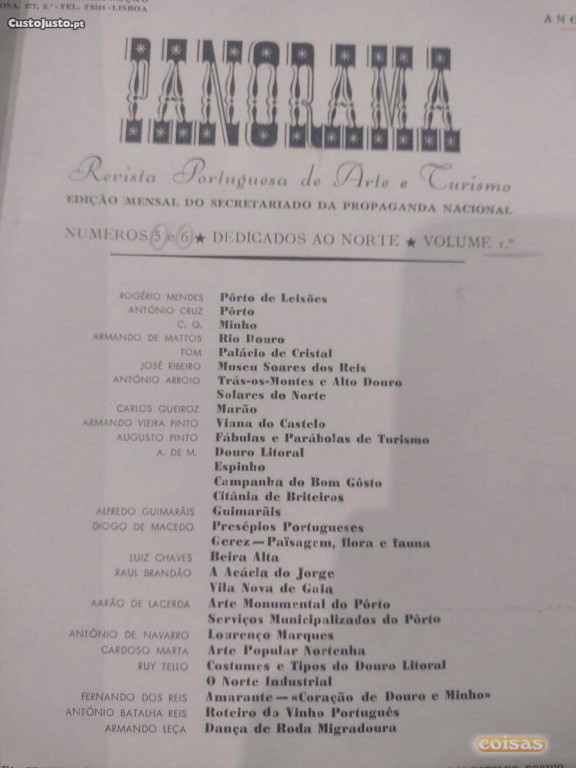 OSA, 277, 2.º - TEL.
LISBOA
CustoJusto.pt
PANORAMA
Revista Portuguesa de Arte e Turismo
EDIÇÃO MENSAL DO SECRETARIADO DA PROPAGANDA NACIONAL
NUMEROS 5 e 6 ★ DEDICADOS AO NORTE ★ VOLUME 1.º
ROGÉRIO MENDES Pôrto de Leixões
ANTÓNIO CRUZ Pôrto
C. Q. Minho
ARMANDO DE MATTOS Rio Douro
TOM Palácio de Cristal
JOSÉ RIBEIRO Museu Soares dos Reis
ANTÓNIO ARROIO Trás-os-Montes e Alto Douro
Solares do Norte
CARLOS QUEIROZ Marão
ARMANDO VIEIRA PINTO Viana do Castelo
AUGUSTO PINTO Fábulas e Parábolas de Turismo
A. DE M. Douro Litoral
Espinho
Campanha do Bom Gôsto
Citânia de Briteiros
ALFREDO GUIMARÃIS Guimarãis
DIOGO DE MACEDO Presépios Portugueses
Gerez—Païsagem, flora e fauna
LUIZ CHAVES Beira Alta
RAUL BRANDÃO A Acácia do Jorge
Vila Nova de Gaia
AARÃO DE LACERDA Arte Monumental do Pôrto
Serviços Municipalizados do Pôrto
ANTÓNIO DE NAVARRO Lourenço Marques
CARDOSO MARTA Arte Popular Nortenha
RUY TELLO Costumes e Tipos do Douro Litoral
O Norte Industrial
FERNANDO DOS REIS Amarante—«Coração de Douro e Minho»
ANTÓNIO BATALHA REIS Roteiro do Vinho Português
ARMANDO LEÇA Dança de Roda Migradoura
coisas